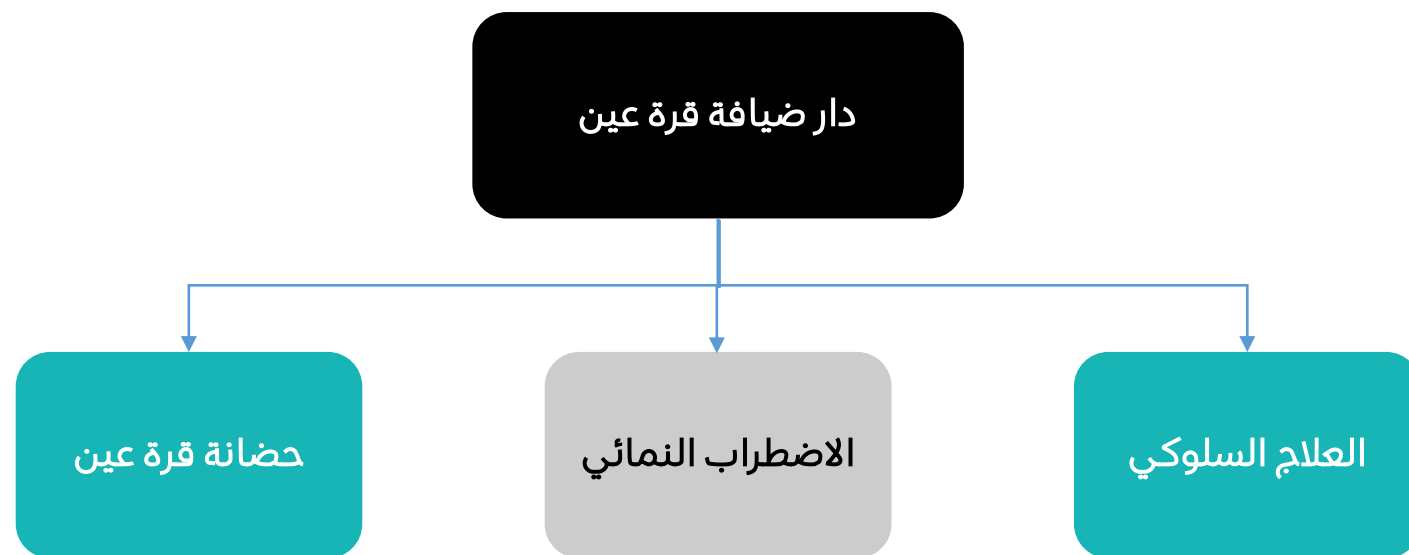 دار ضيافة قرة عين
العلاج السلوكي
الاضطراب النمائي
حضانة قرة عين